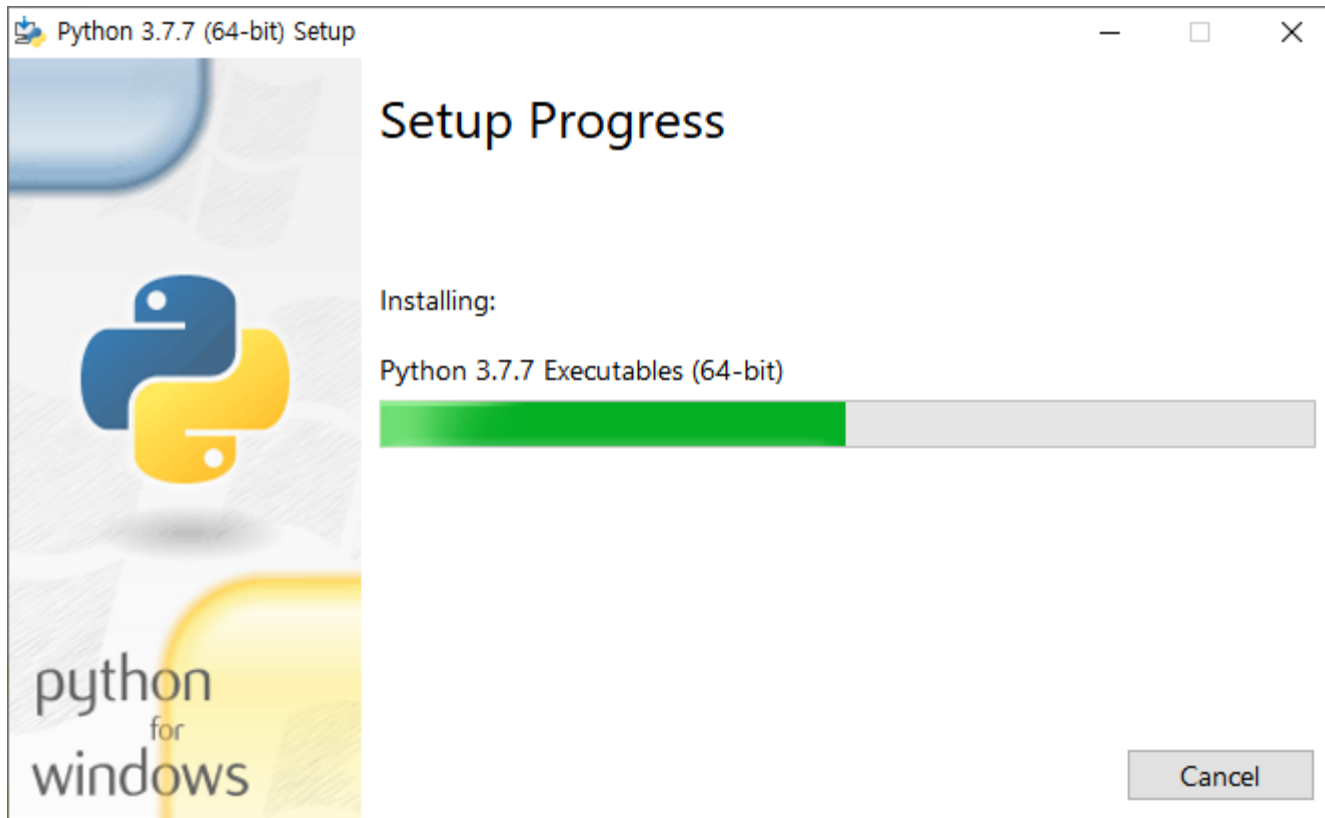 Python 3.7.7 (64-bit) Setup
Setup Progress
Installing:
Python 3.7.7 Executables (64-bit)
python
for
windows
Cancel